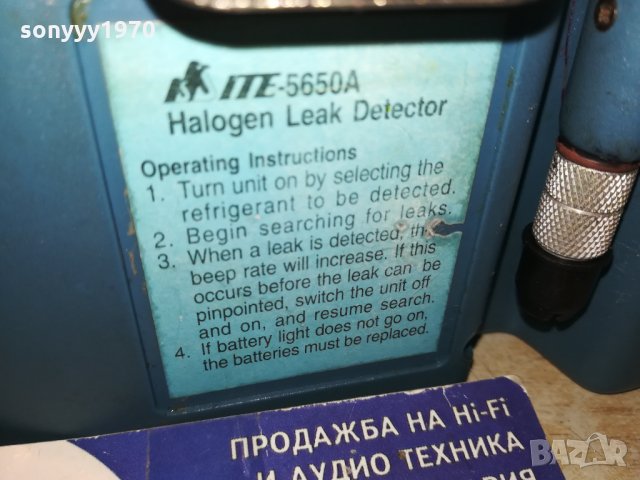 sonyyy1970
ITE-5650A
Halogen Leak Detector
Operating Instructions
1. Turn unit on by selecting the
refrigerant to be detected.
2. Begin searching for leaks.
3. When a leak is detected, the
beep rate will increase. If this
occurs before the leak can be
pinpointed, switch the unit off
and on, and resume search.
4. If battery light does not go on,
the batteries must be replaced.
ПРОДАЖБА НА Hi-Fi
И АУДИО ТЕХНИКА
BAZAR